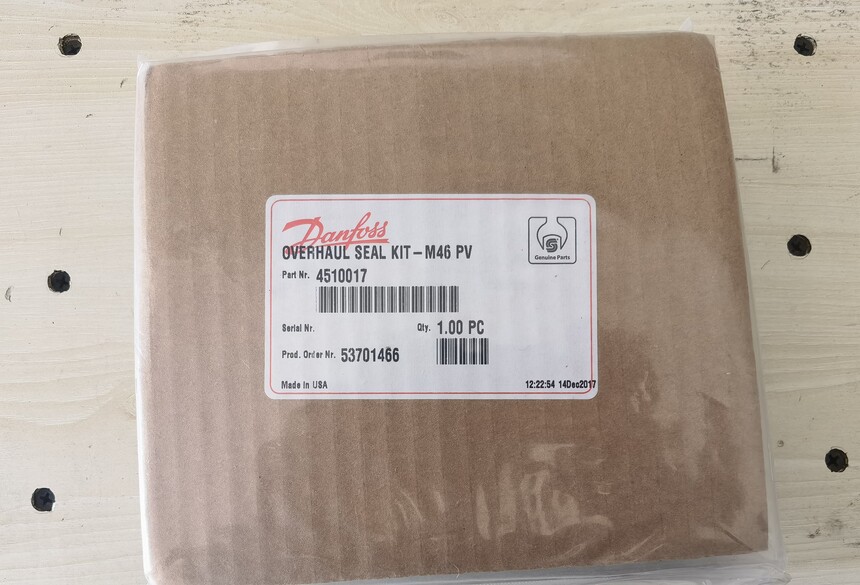 Danfoss
OVERHAUL SEAL KIT-M46 PV
Genuine Parts
Part Nr. 4510017
Serial Nr. Qty. 1.00 PC
Prod. Order Nr. 53701466
Made in USA 12:22:54 14Dec2017